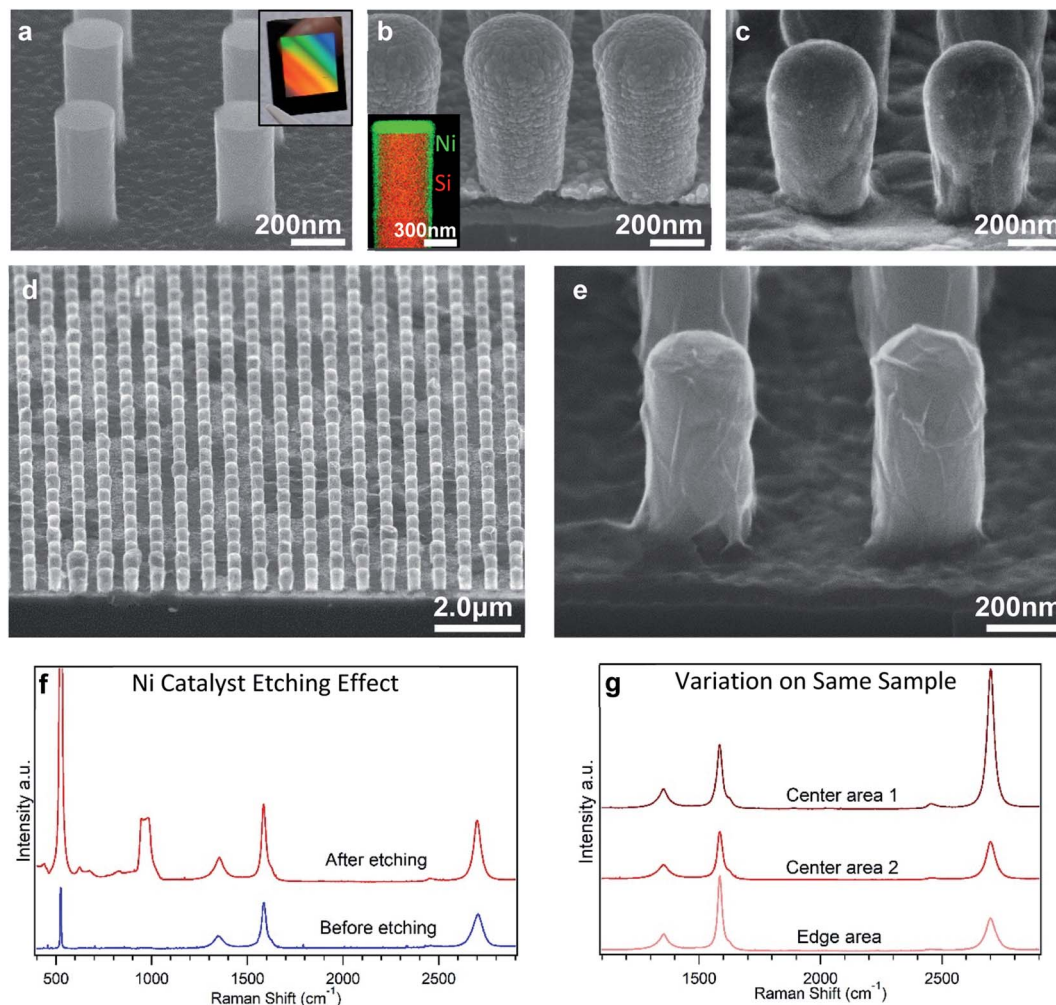 a
200nm
b
Ni
Si
300nm
200nm
c
200nm
d
2.0µm
e
200nm
f
Ni Catalyst Etching Effect
Intensity a.u.
After etching
Before etching
500
1000
1500
2000
2500
Raman Shift (cm-1)
g
Variation on Same Sample
Intensity a.u.
Center area 1
Center area 2
Edge area
1500
2000
2500
Raman Shift (cm-1)